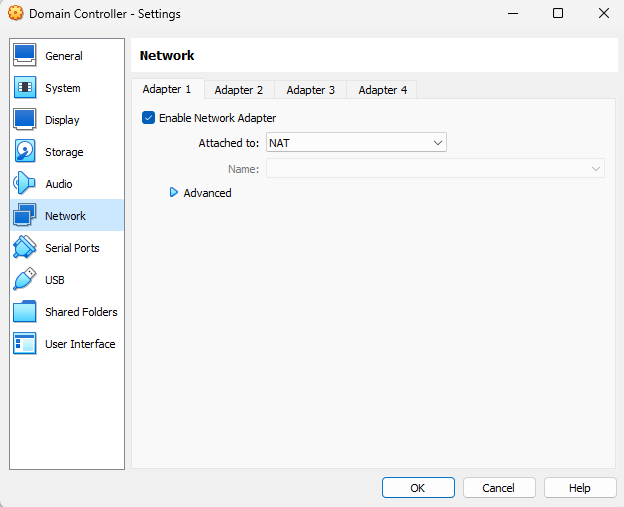 Domain Controller - Settings
General
System
Display
Storage
Audio
Network
Serial Ports
USB
Shared Folders
User Interface
Network
Adapter 1 Adapter 2 Adapter 3 Adapter 4
Enable Network Adapter
Attached to: NAT
Name:
Advanced
OK Cancel Help